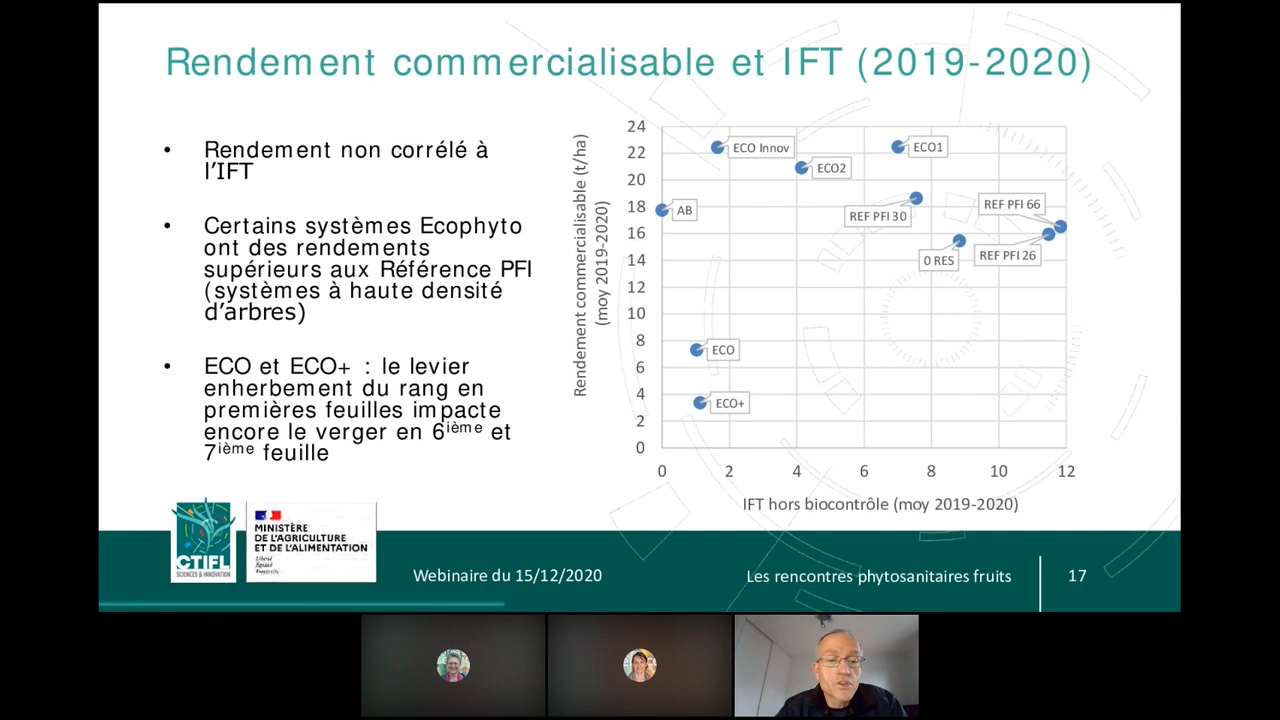 Rendement commercialisable et IFT (2019-2020)
• Rendement non corrélé à
l'IFT
• Certains systèmes Ecophyto
ont des rendements
supérieurs aux Référence PFI
(systèmes à haute densité
d'arbres)
• ECO et ECO+ : le levier
enherbement du rang en
premières feuilles impacte
encore le verger en 6ième et
7ième feuille
Rendement commercialisable (t/ha)
(moy 2019-2020)
24
22
20
18
16
14
12
10
8
6
4
2
0
ECO Innov
ECO1
ECO2
AB
REF PFI 30
REF PFI 66
0 RES
REF PFI 26
ECO
ECO+
0 2 4 6 8 10 12
IFT hors biocontrôle (moy 2019-2020)
CTIFL
SCIENCES & INNOVATION
MINISTÈRE
DE L'AGRICULTURE
ET DE L'ALIMENTATION
Liberté
Égalité
Fraternité
Webinaire du 15/12/2020
Les rencontres phytosanitaires fruits
17